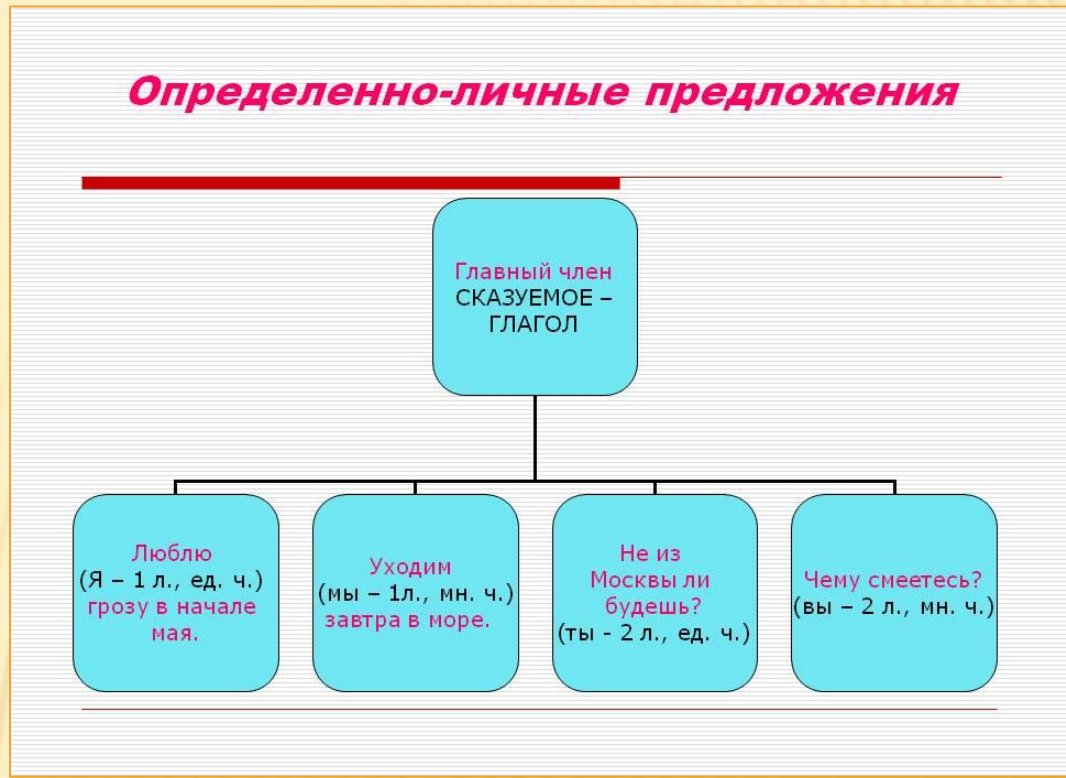 Определенно-личные предложения
Главный член
СКАЗУЕМОЕ –
ГЛАГОЛ
Люблю
(Я – 1 л., ед. ч.)
грозу в начале
мая.
Уходим
(мы – 1л., мн. ч.)
завтра в море.
Не из
Москвы ли
будешь?
(ты - 2 л., ед. ч.)
Чему смеетесь?
(вы – 2 л., мн. ч.)